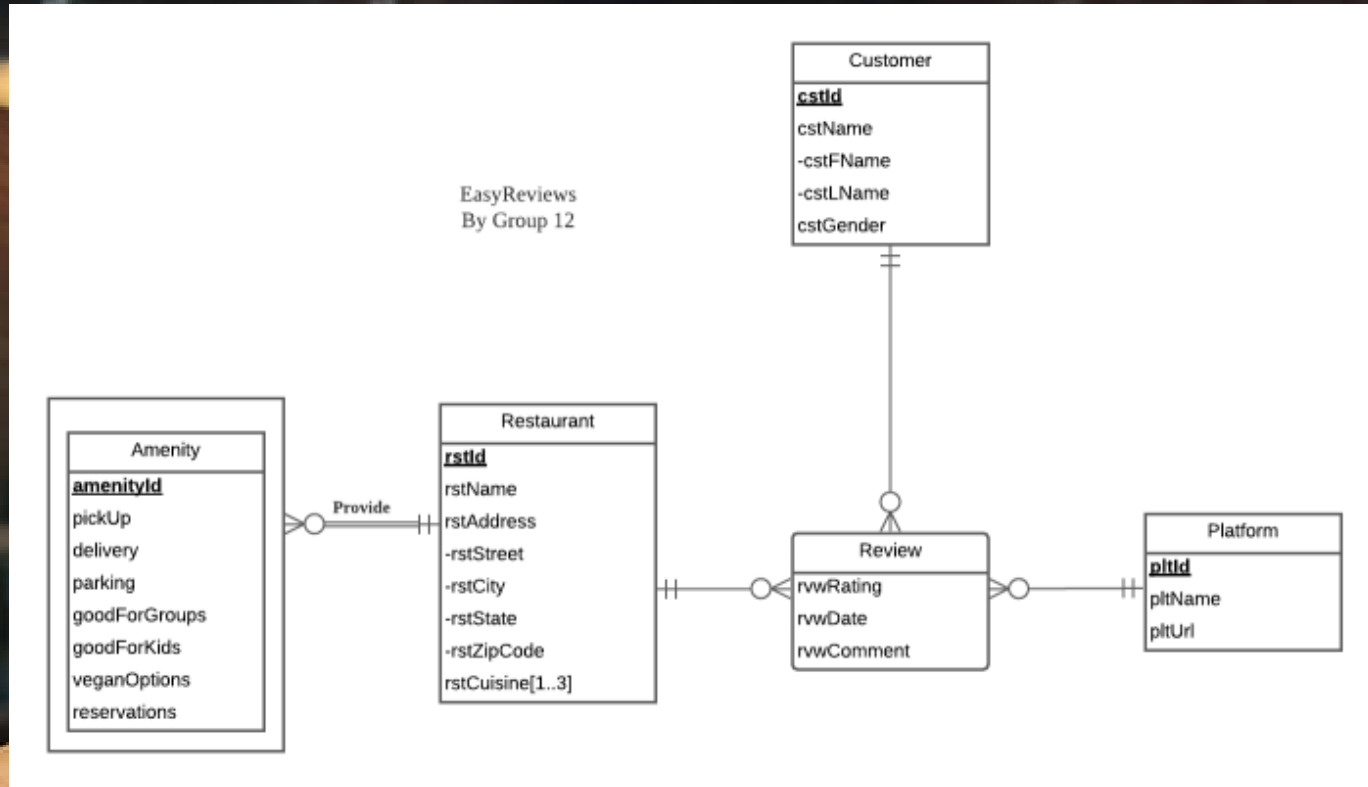 EasyReviews
By Group 12
Customer
cstId
cstName
-cstFName
-cstLName
cstGender
Amenity
amenityId
pickUp
delivery
parking
goodForGroups
goodForKids
veganOptions
reservations
Provide
Restaurant
rstId
rstName
rstAddress
-rstStreet
-rstCity
-rstState
-rstZipCode
rstCuisine[1..3]
Review
rvwRating
rvwDate
rvwComment
Platform
pltId
pltName
pltUrl